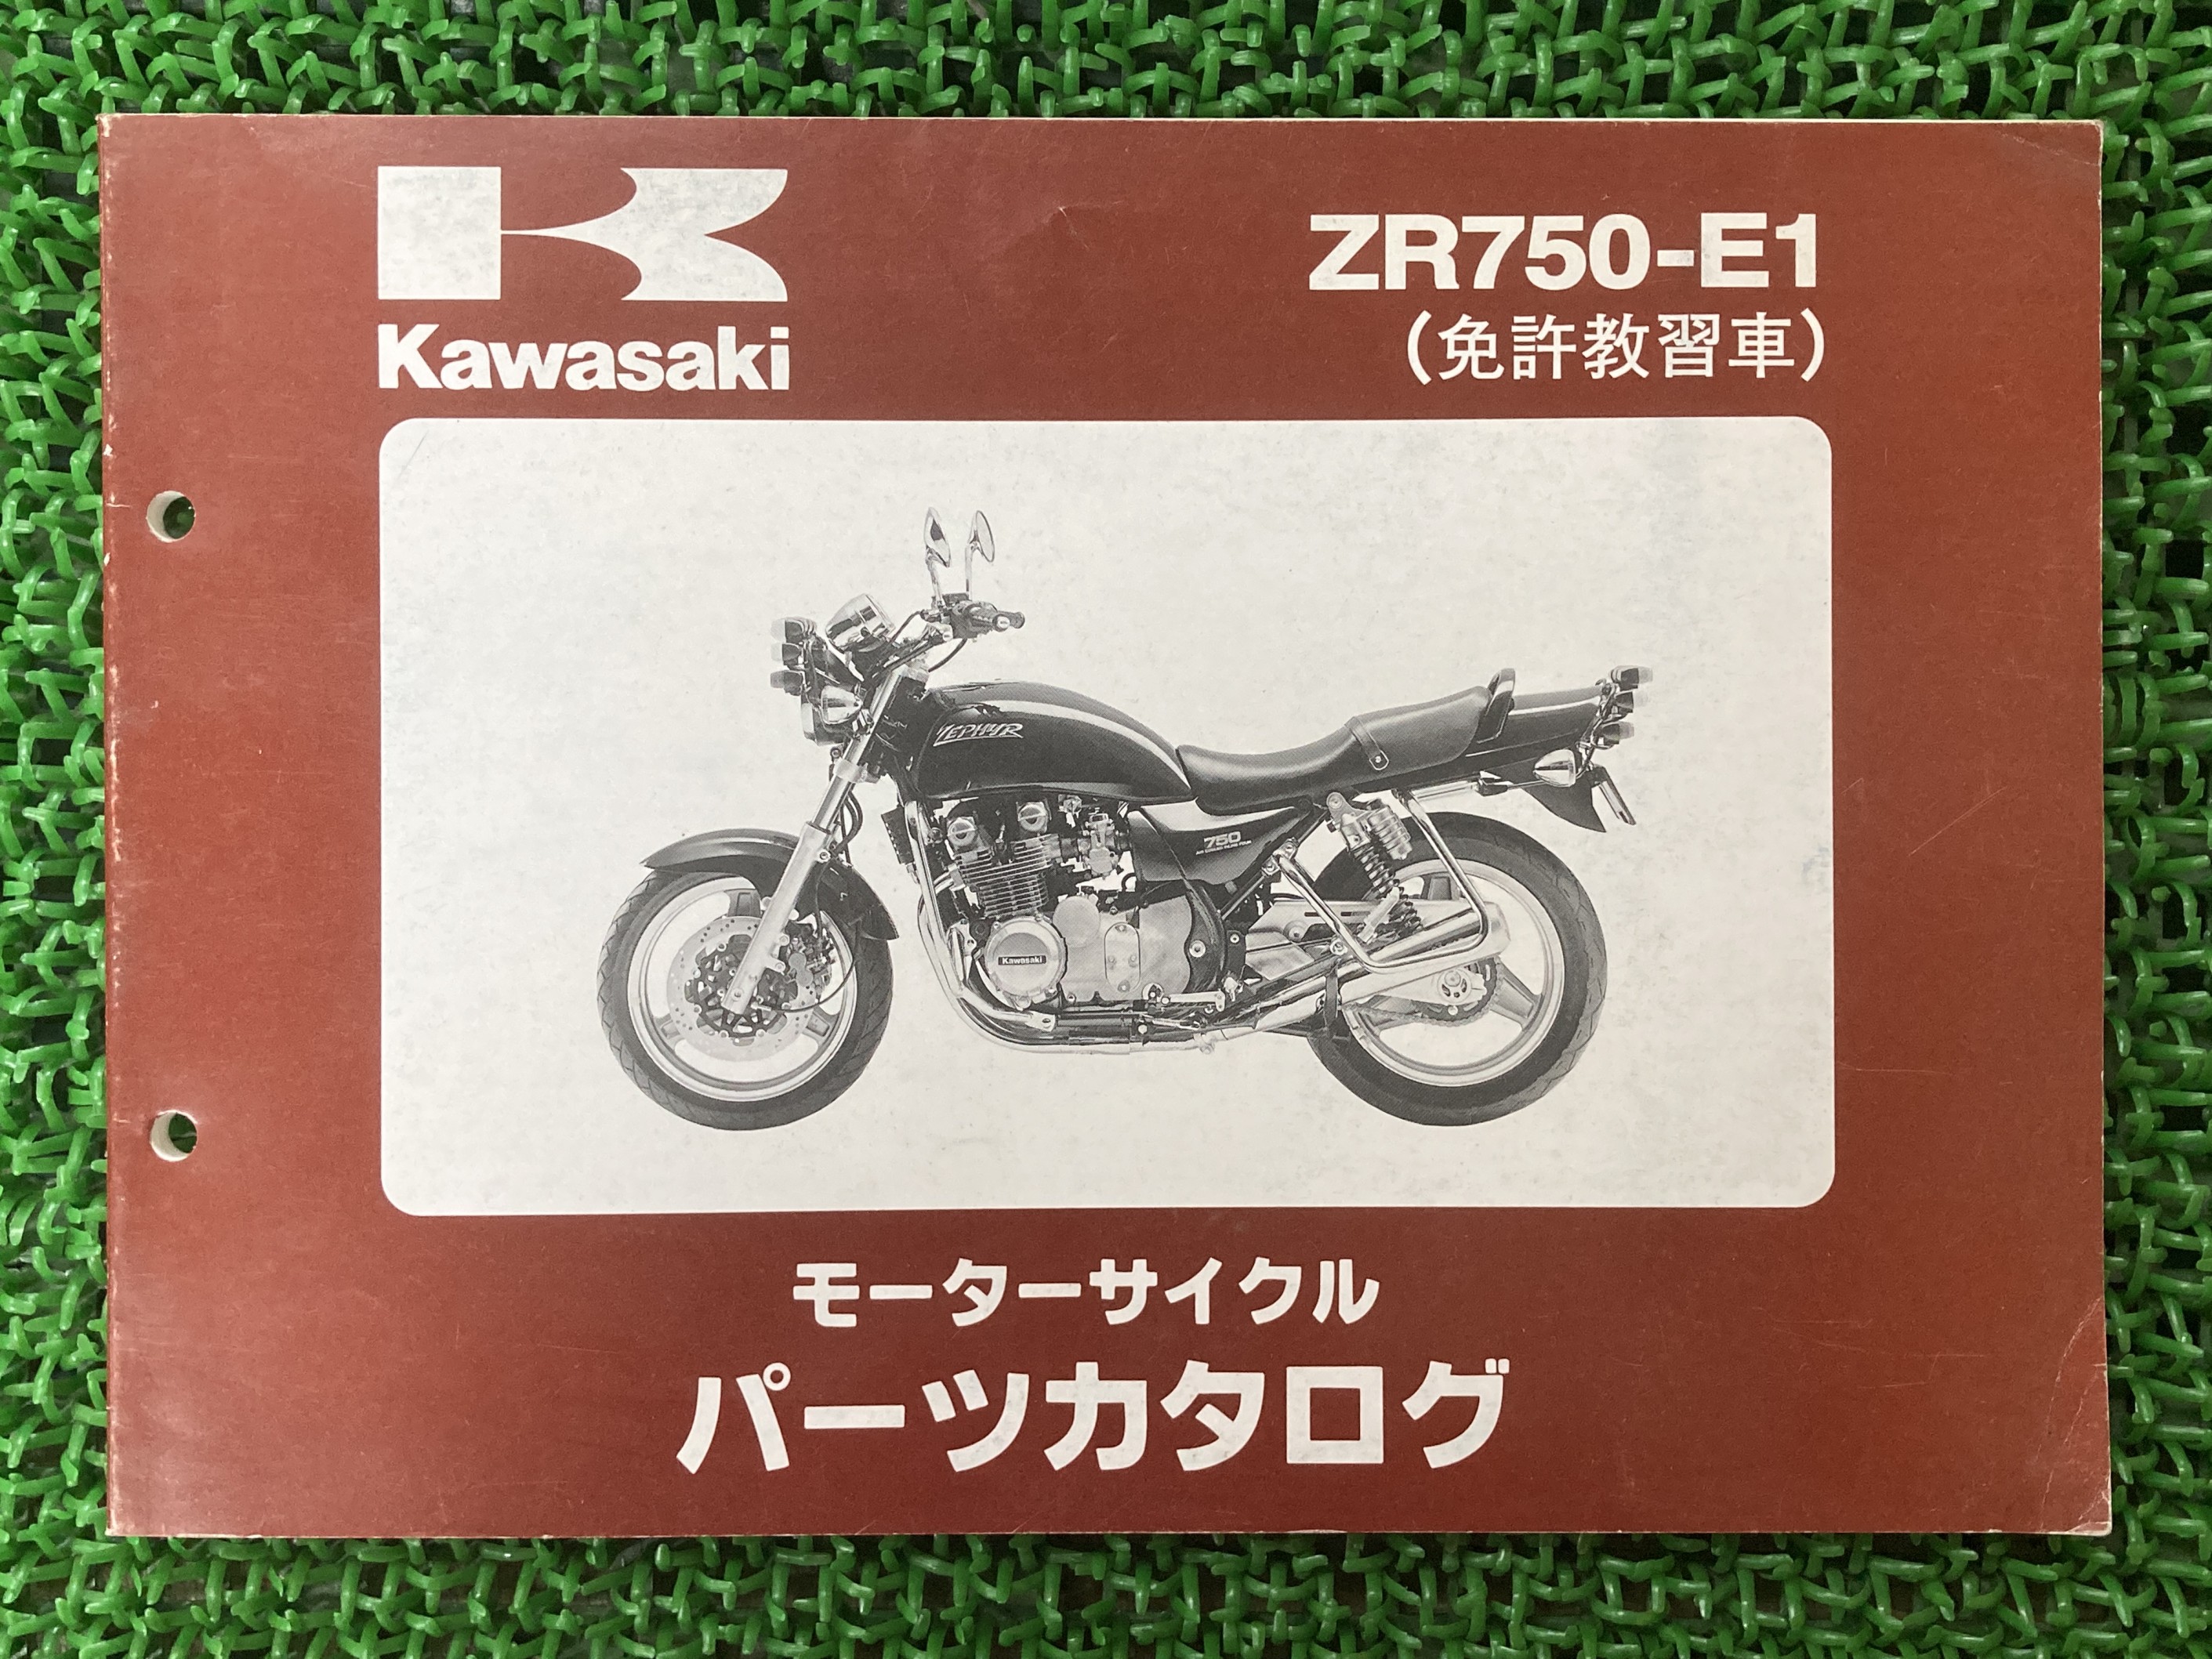 Kawasaki
ZR750-E1
(免許教習車)
ZEPHYR
750
Kawasaki
モーターサイクル
パーツカタログ